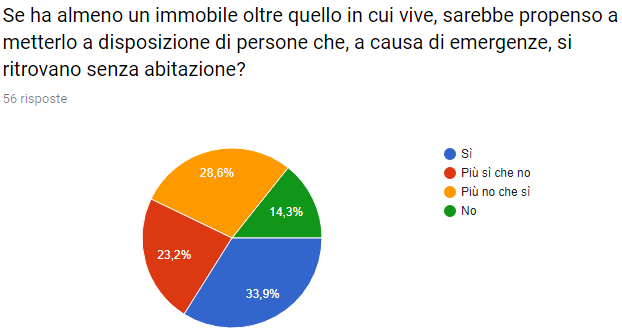 Se ha almeno un immobile oltre quello in cui vive, sarebbe propenso a
metterlo a disposizione di persone che, a causa di emergenze, si
ritrovano senza abitazione?
56 risposte
Sì
Più sì che no
Più no che sì
No
28,6%
14,3%
23,2%
33,9%